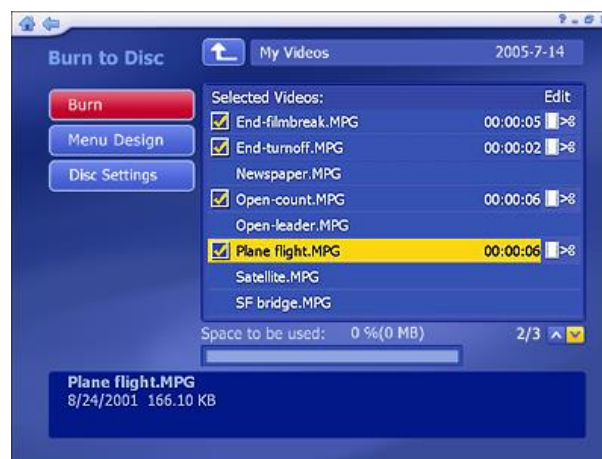 ? - 
Burn to Disc
My Videos 2005-7-14
Burn
Menu Design
Disc Settings
Selected Videos: Edit
End-filmbreak.MPG 00:00:05
End-turnoff.MPG 00:00:02
Newspaper.MPG
Open-count.MPG 00:00:06
Open-leader.MPG
Plane flight.MPG 00:00:06
Satellite.MPG
SF bridge.MPG
Space to be used: 0 %(0 MB) 2/3
Plane flight.MPG
8/24/2001 166.10 KB